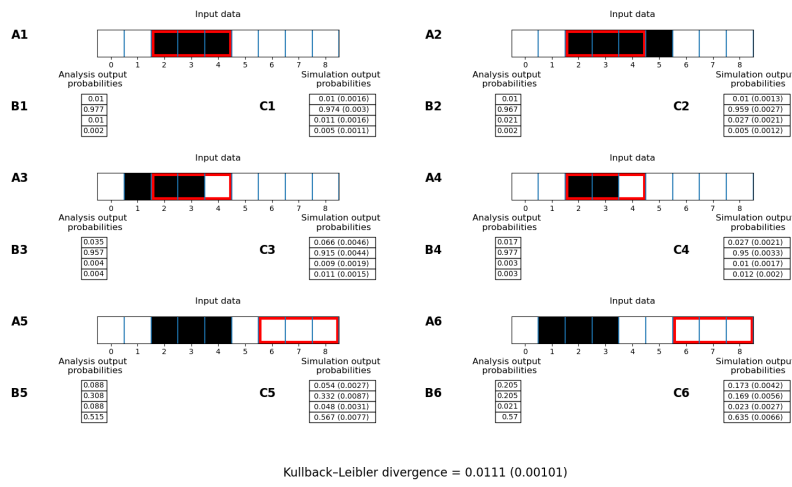 Input data Input data
A1 A2
0 1 2 3 4 5 6 7 8 0 1 2 3 4 5 6 7 8
Analysis output Simulation output Analysis output Simulation output
probabilities probabilities probabilities probabilities
B1 C1 B2 C2
0.01 0.01 (0.0016) 0.01 0.01 (0.0013)
0.977 0.974 (0.003) 0.967 0.959 (0.0027)
0.01 0.011 (0.0016) 0.021 0.027 (0.0021)
0.002 0.005 (0.0011) 0.002 0.005 (0.0012)
Input data Input data
A3 A4
0 1 2 3 4 5 6 7 8 0 1 2 3 4 5 6 7 8
Analysis output Simulation output Analysis output Simulation output
probabilities probabilities probabilities probabilities
B3 C3 B4 C4
0.035 0.066 (0.0046) 0.017 0.027 (0.0021)
0.957 0.915 (0.0044) 0.977 0.95 (0.0033)
0.004 0.009 (0.0019) 0.003 0.01 (0.0017)
0.004 0.011 (0.0015) 0.003 0.012 (0.002)
Input data Input data
A5 A6
0 1 2 3 4 5 6 7 8 0 1 2 3 4 5 6 7 8
Analysis output Simulation output Analysis output Simulation output
probabilities probabilities probabilities probabilities
B5 C5 B6 C6
0.088 0.054 (0.0027) 0.205 0.173 (0.0042)
0.308 0.332 (0.0087) 0.205 0.169 (0.0056)
0.088 0.048 (0.0031) 0.021 0.023 (0.0027)
0.515 0.567 (0.0077) 0.57 0.635 (0.0066)
Kullback–Leibler divergence = 0.0111 (0.00101)